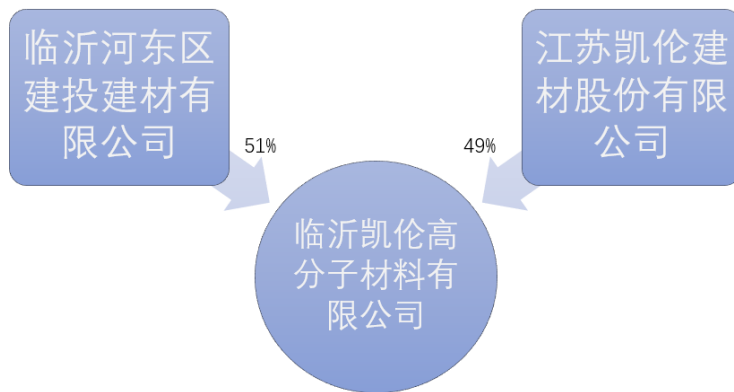 临沂河东区
建投建材有
限公司
江苏凯伦建
材股份有限
公司
51%
49%
临沂凯伦高
分子材料有
限公司